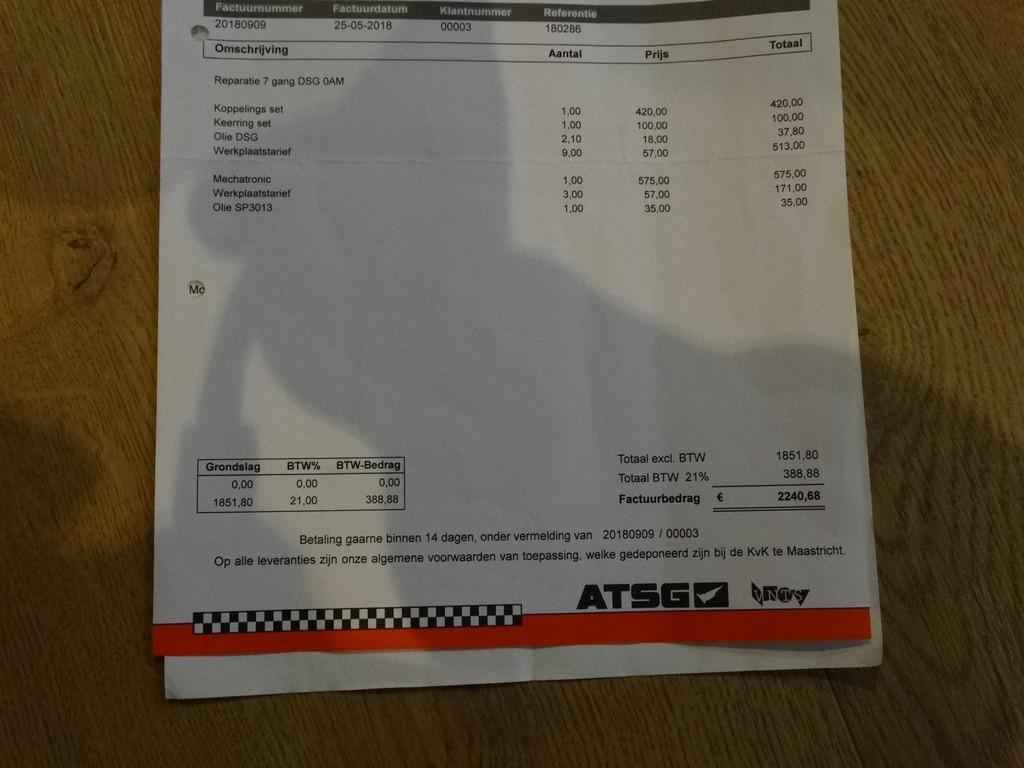 Factuurnummer Factuurdatum Klantnummer Referentie
20180909 25-05-2018 00003 180286
Omschrijving Aantal Prijs Totaal
Reparatie 7 gang DSG 0AM
Koppelings set 1,00 420,00 420,00
Keerring set 1,00 100,00 100,00
Olie DSG 2,10 18,00 37,80
Werkplaatstarief 9,00 57,00 513,00
Mechatronic 1,00 575,00 575,00
Werkplaatstarief 3,00 57,00 171,00
Olie SP3013 1,00 35,00 35,00
Mc
Grondslag BTW% BTW-Bedrag
0,00 0,00 0,00
1851,80 21,00 388,88
Totaal excl. BTW 1851,80
Totaal BTW 21% 388,88
Factuurbedrag € 2240,68
Betaling gaarne binnen 14 dagen, onder vermelding van 20180909 / 00003
Op alle leveranties zijn onze algemene voorwaarden van toepassing, welke gedeponeerd zijn bij de KvK te Maastricht.
ATSG VNTS